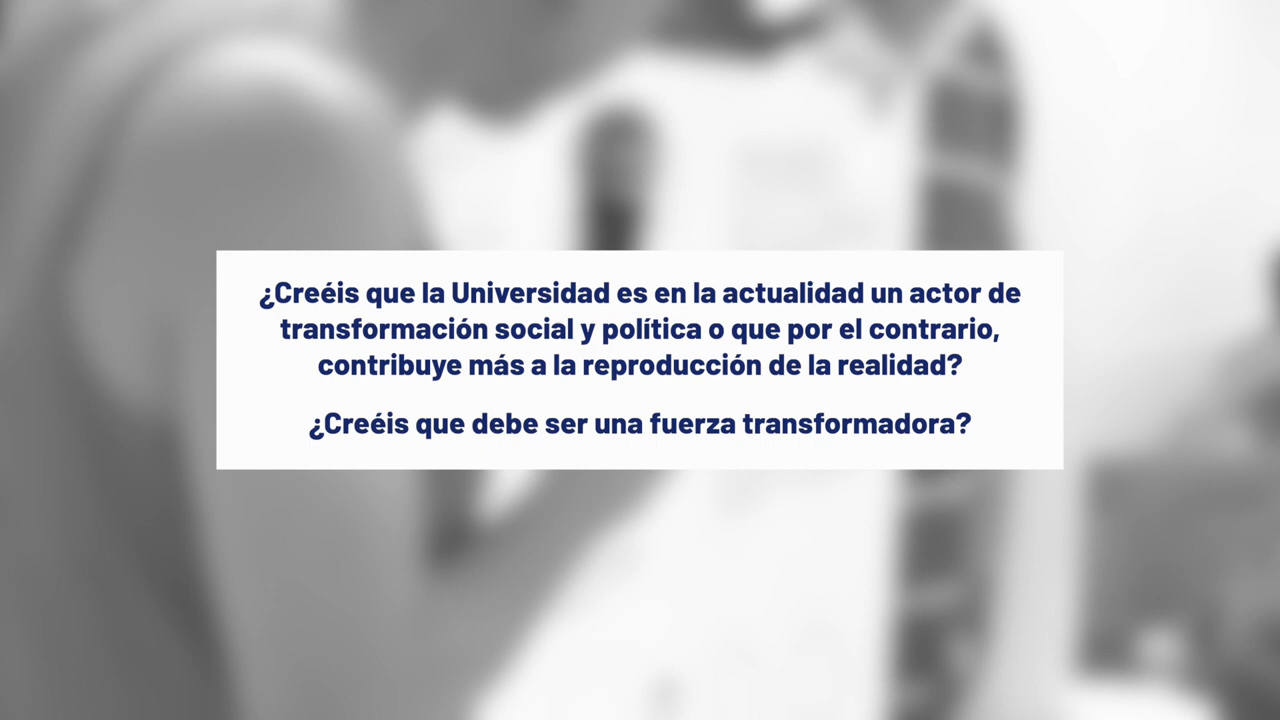 ¿Creéis que la Universidad es en la actualidad un actor de
transformación social y política o que por el contrario,
contribuye más a la reproducción de la realidad?
¿Creéis que debe ser una fuerza transformadora?